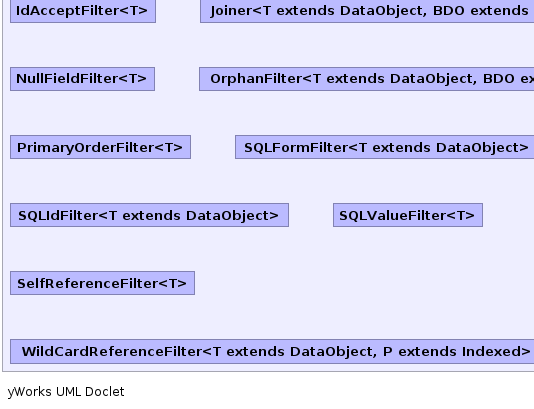 IdAcceptFilter<T> Joiner<T extends DataObject, BDO extends
NullFieldFilter<T> OrphanFilter<T extends DataObject, BDO ex
PrimaryOrderFilter<T> SQLFormFilter<T extends DataObject>
SQLIdFilter<T extends DataObject> SQLValueFilter<T>
SelfReferenceFilter<T>
WildCardReferenceFilter<T extends DataObject, P extends Indexed>
yWorks UML Doclet